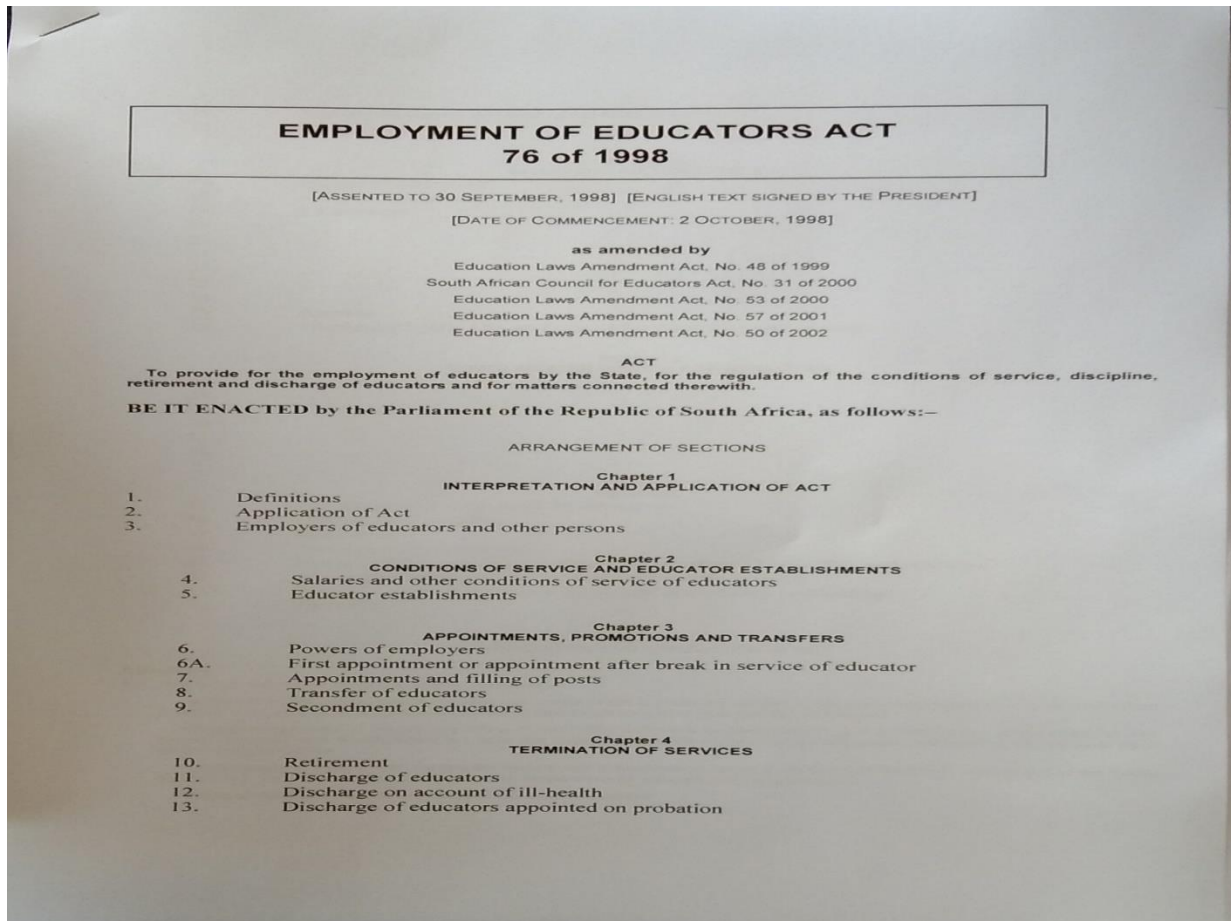 EMPLOYMENT OF EDUCATORS ACT
76 of 1998
[ASSENTED TO 30 SEPTEMBER, 1998] [ENGLISH TEXT SIGNED BY THE PRESIDENT]
[DATE OF COMMENCEMENT: 2 OCTOBER, 1998]
as amended by
Education Laws Amendment Act, No. 48 of 1999
South African Council for Educators Act, No. 31 of 2000
Education Laws Amendment Act, No. 53 of 2000
Education Laws Amendment Act, No. 57 of 2001
Education Laws Amendment Act, No. 50 of 2002
ACT
To provide for the employment of educators by the State, for the regulation of the conditions of service, discipline,
retirement and discharge of educators and for matters connected therewith.
BE IT ENACTED by the Parliament of the Republic of South Africa, as follows:–
ARRANGEMENT OF SECTIONS
Chapter 1
INTERPRETATION AND APPLICATION OF ACT
1. Definitions
2. Application of Act
3. Employers of educators and other persons
Chapter 2
CONDITIONS OF SERVICE AND EDUCATOR ESTABLISHMENTS
4. Salaries and other conditions of service of educators
5. Educator establishments
Chapter 3
APPOINTMENTS, PROMOTIONS AND TRANSFERS
6. Powers of employers
6A. First appointment or appointment after break in service of educator
7. Appointments and filling of posts
8. Transfer of educators
9. Secondment of educators
Chapter 4
TERMINATION OF SERVICES
10. Retirement
11. Discharge of educators
12. Discharge on account of ill-health
13. Discharge of educators appointed on probation